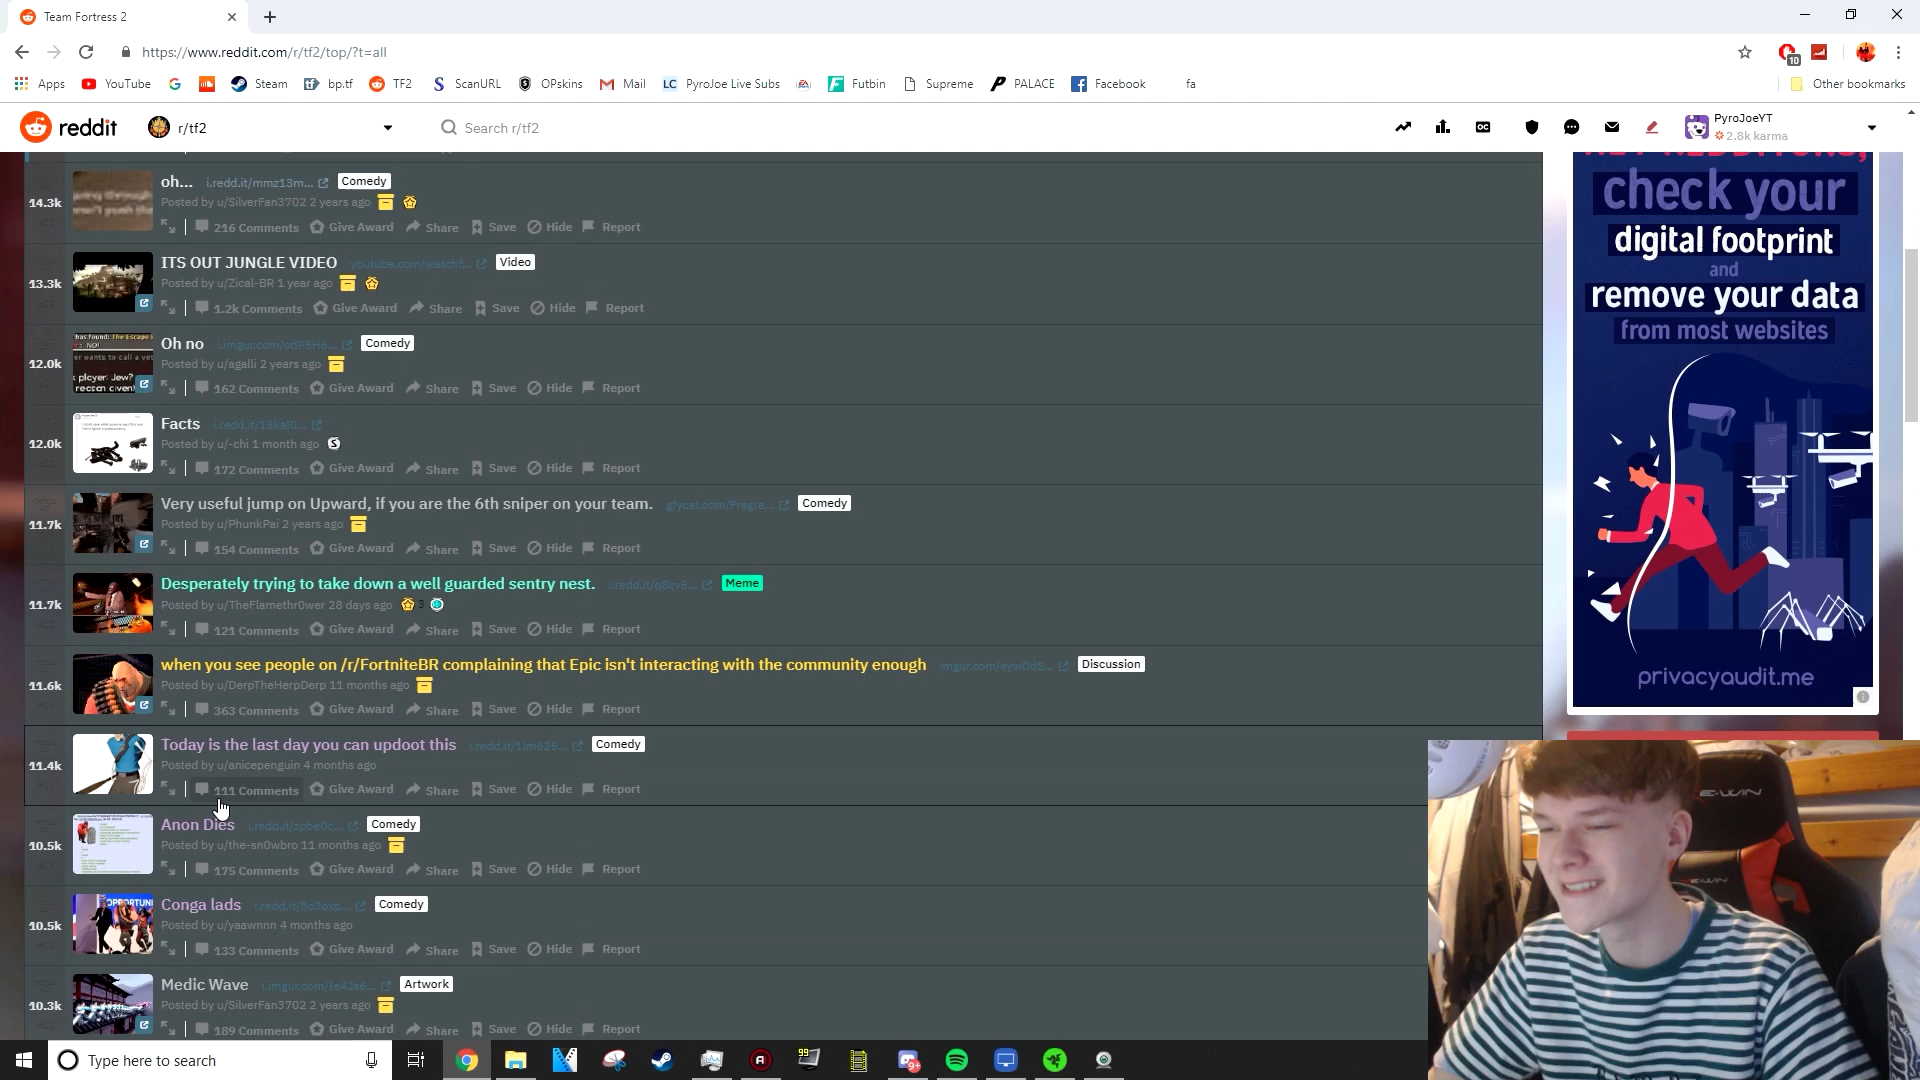 Team Fortress 2
https://www.reddit.com/r/tf2/top/?t=all
10
Apps YouTube Steam bp.tf TF2 ScanURL OPskins Mail LC PyroJoe Live Subs Futbin Supreme PALACE Facebook fa Other bookmarks
reddit r/tf2 Search r/tf2 PyroJoeYT
2.8k karma
14.3k oh... i.redd.it/mmz13m... Comedy
Posted by u/SilverFan3702 2 years ago
216 Comments Give Award Share Save Hide Report
13.3k ITS OUT JUNGLE VIDEO youtube.com/watch?... Video
Posted by u/Zical-BR 1 year ago
1.2k Comments Give Award Share Save Hide Report
12.0k Oh no Comedy
Posted by u/agalli 2 years ago
162 Comments Give Award Share Save Hide Report
12.0k Facts
Posted by u/-chi 1 month ago
172 Comments Give Award Share Save Hide Report
11.7k Very useful jump on Upward, if you are the 6th sniper on your team. gfycat.com/Fragra... Comedy
Posted by u/PhunkPai 2 years ago
154 Comments Give Award Share Save Hide Report
11.7k Desperately trying to take down a well guarded sentry nest. Meme
Posted by u/TheFlamethr0wer 28 days ago 3
121 Comments Give Award Share Save Hide Report
11.6k when you see people on /r/FortniteBR complaining that Epic isn't interacting with the community enough Discussion
Posted by u/DerpTheHerpDerp 11 months ago
363 Comments Give Award Share Save Hide Report
11.4k Today is the last day you can updoot this Comedy
Posted by u/anicepenguin 4 months ago
111 Comments Give Award Share Save Hide Report
10.5k Anon Dies Comedy
Posted by u/the-sn0wbro 11 months ago
175 Comments Give Award Share Save Hide Report
10.5k Conga lads Comedy
Posted by u/yaawnnn 4 months ago
133 Comments Give Award Share Save Hide Report
10.3k Medic Wave Artwork
Posted by u/SilverFan3702 2 years ago
189 Comments Give Award Share Save Hide Report
check your
digital footprint
and
remove your data
from most websites
privacyaudit.me
E-WIN
Type here to search
99
9+